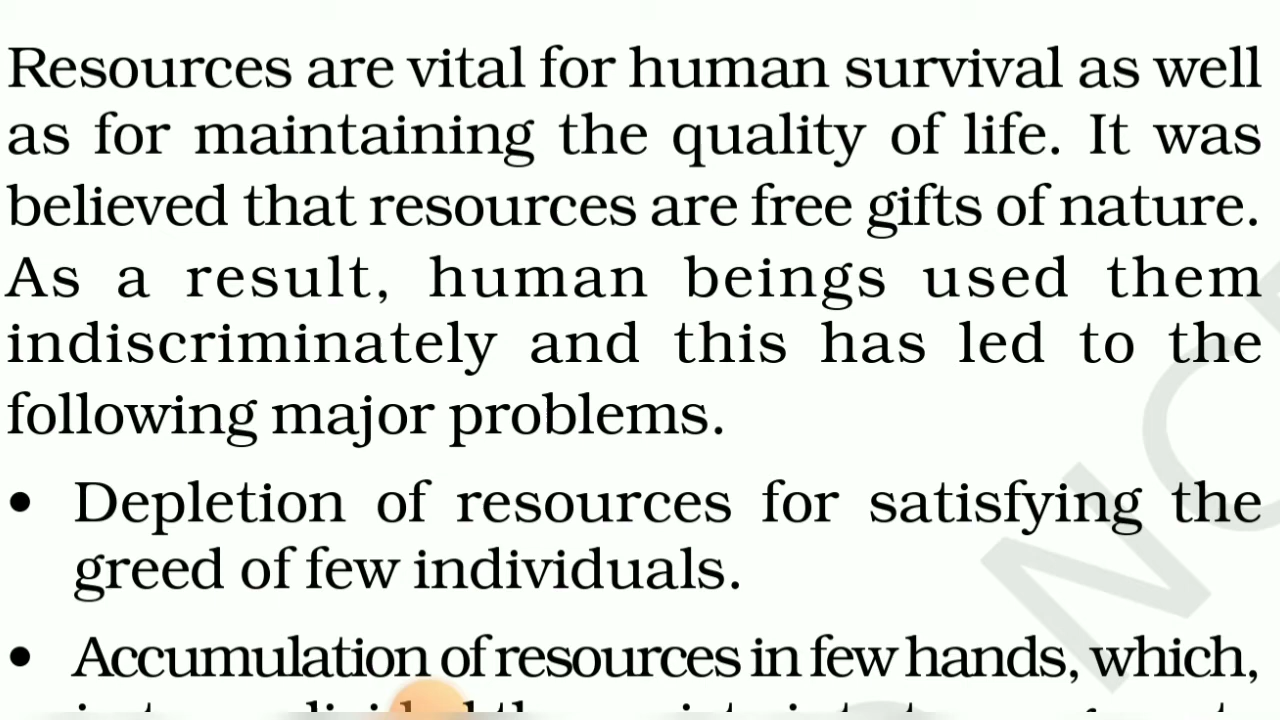 Resources are vital for human survival as well
as for maintaining the quality of life. It was
believed that resources are free gifts of nature.
As a result, human beings used them
indiscriminately and this has led to the
following major problems.
• Depletion of resources for satisfying the
greed of few individuals.
• Accumulation of resources in few hands, which,
NC